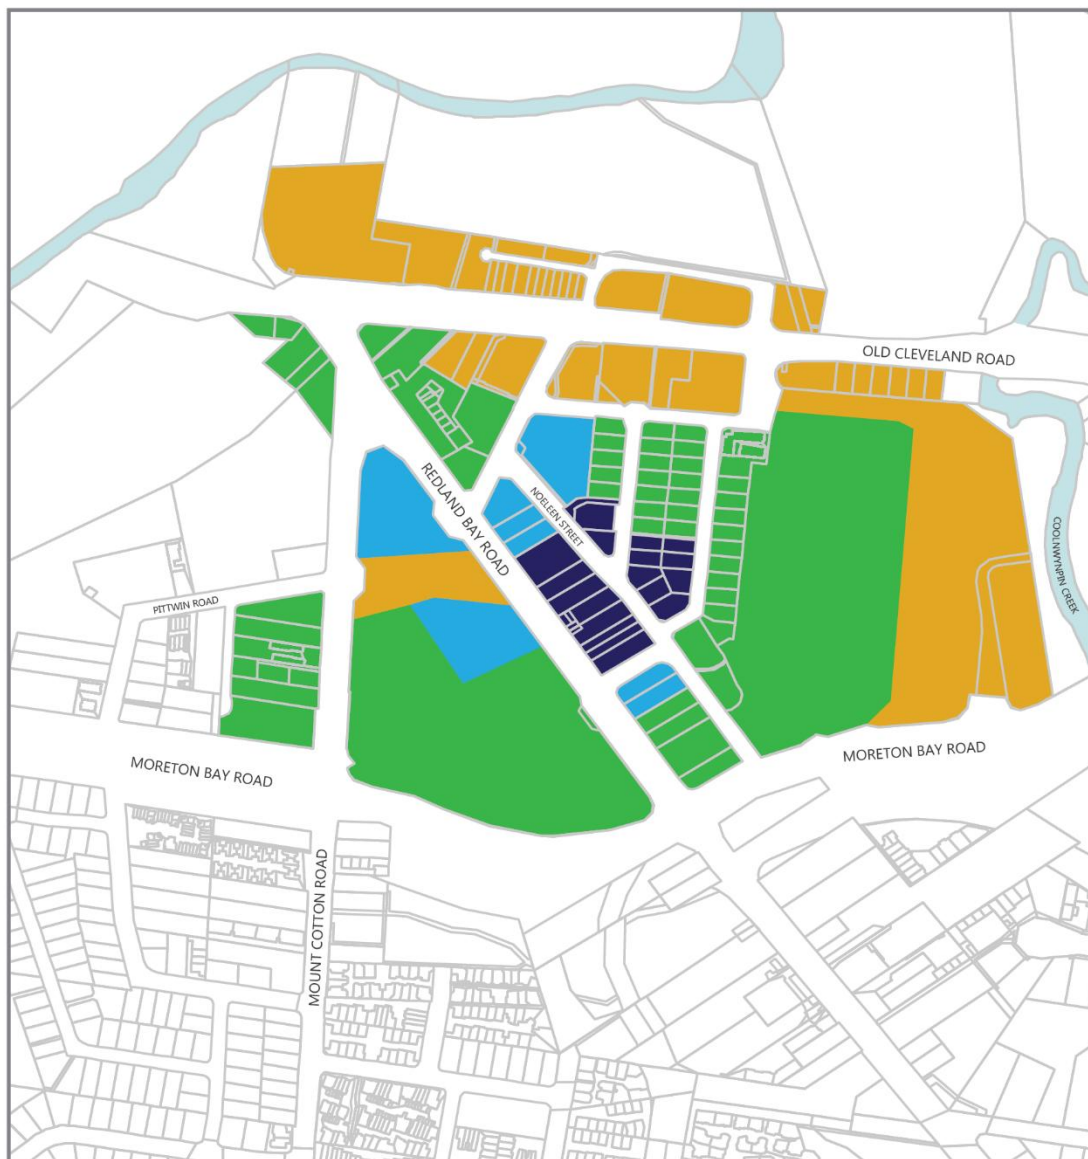 OLD CLEVELAND ROAD
REDLAND BAY ROAD
NOELEEN STREET
COOLNWYNPIN CREEK
PITTWIN ROAD
MORETON BAY ROAD
MORETON BAY ROAD
MOUNT COTTON ROAD